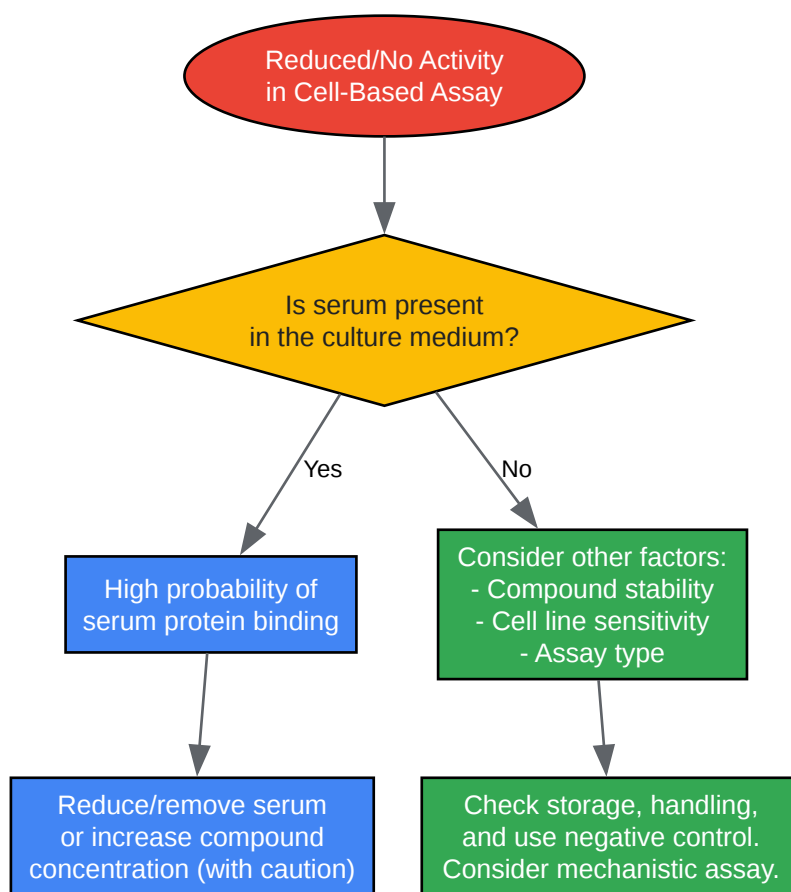 Reduced/No Activity
in Cell-Based Assay
Is serum present
in the culture medium?
Yes
No
High probability of
serum protein binding
Consider other factors:
- Compound stability
- Cell line sensitivity
- Assay type
Reduce/remove serum
or increase compound
concentration (with caution)
Check storage, handling,
and use negative control.
Consider mechanistic assay.